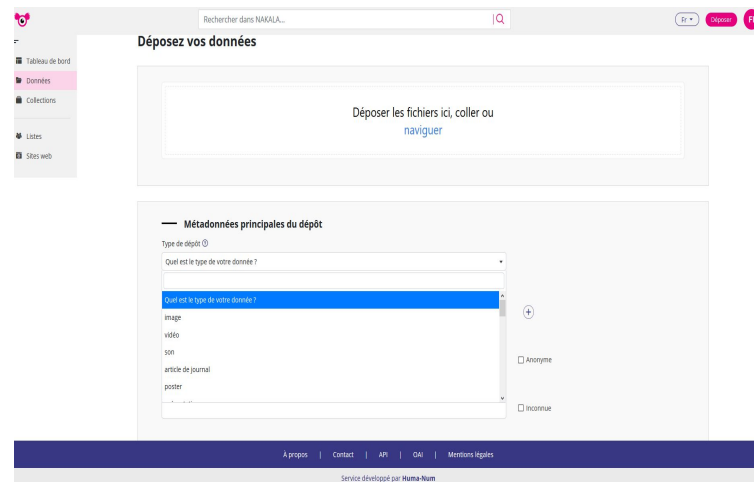 Rechercher dans NAKALA...
Fr
Déposer
Tableau de bord
Données
Collections
Listes
Sites web
Déposez vos données
Déposer les fichiers ici, coller ou
naviguer
Métadonnées principales du dépôt
Type de dépôt
Quel est le type de votre donnée ?
Quel est le type de votre donnée ?
image
vidéo
son
article de journal
poster
Anonyme
Inconnue
À propos | Contact | API | OAI | Mentions légales
Service développé par Huma-Num